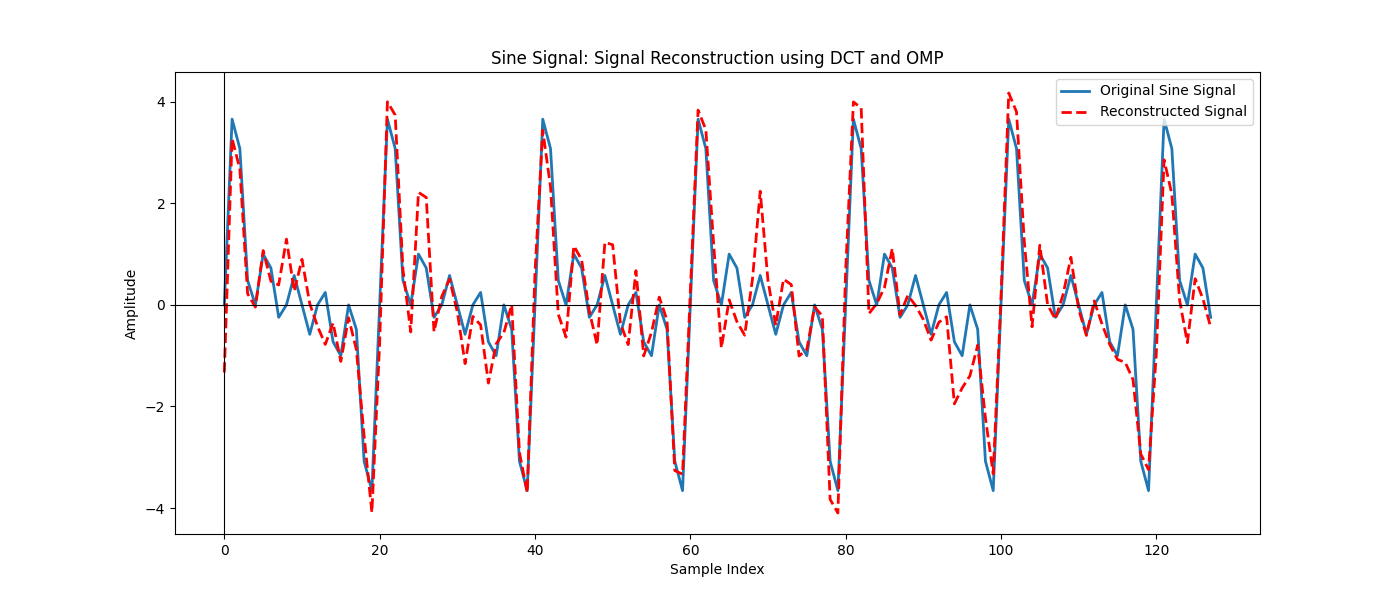 Sine Signal: Signal Reconstruction using DCT and OMP
Original Sine Signal
Reconstructed Signal
Amplitude
4
2
0
−2
−4
0 20 40 60 80 100 120
Sample Index